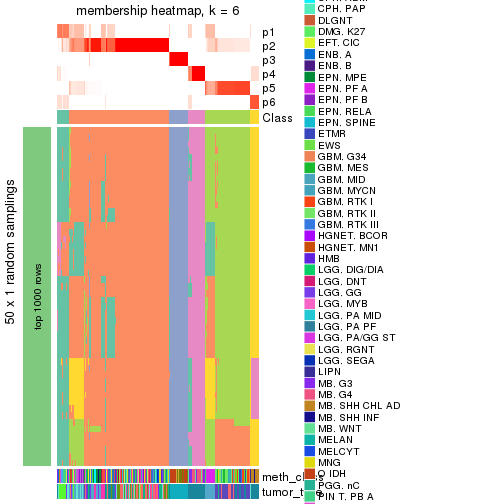 membership heatmap, k = 6
p1
p2
p3
p4
p5
p6
Class
50 x 1 random samplings
top 1000 rows
CPH. PAP
DLGNT
DMG. K27
EFT. CIC
ENB. A
ENB. B
EPN. MPE
EPN. PF A
EPN. PF B
EPN. RELA
EPN. SPINE
ETMR
EWS
GBM. G34
GBM. MES
GBM. MID
GBM. MYCN
GBM. RTK I
GBM. RTK II
GBM. RTK III
HGNET. BCOR
HGNET. MN1
HMB
LGG. DIG/DIA
LGG. DNT
LGG. GG
LGG. MYB
LGG. PA MID
LGG. PA PF
LGG. PA/GG ST
LGG. RGNT
LGG. SEGA
LIPN
MB. G3
MB. G4
MB. SHH CHL AD
MB. SHH INF
MB. WNT
MELAN
MELCYT
MNG
O IDH
PGG. nC
PIN T. PB A
meth_cl
tumor_t